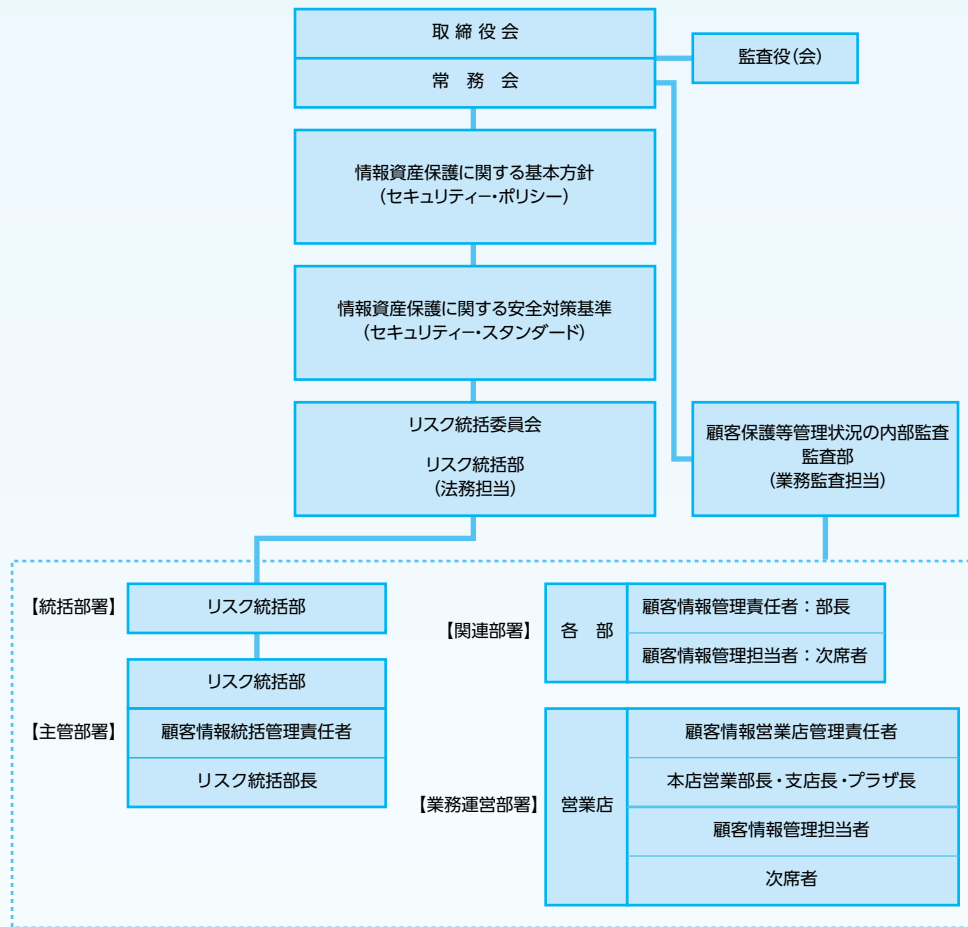 取締役会
監査役(会)
常務会
情報資産保護に関する基本方針
(セキュリティー・ポリシー)
情報資産保護に関する安全対策基準
(セキュリティー・スタンダード)
リスク統括委員会
リスク統括部
(法務担当)
顧客保護等管理状況の内部監査
監査部
(業務監査担当)
【統括部署】
リスク統括部
【主管部署】
リスク統括部
顧客情報統括管理責任者
リスク統括部長
【関連部署】
各 部
顧客情報管理責任者：部長
顧客情報管理担当者：次席者
【業務運営部署】
営業店
顧客情報営業店管理責任者
本店営業部長・支店長・プラザ長
顧客情報管理担当者
次席者